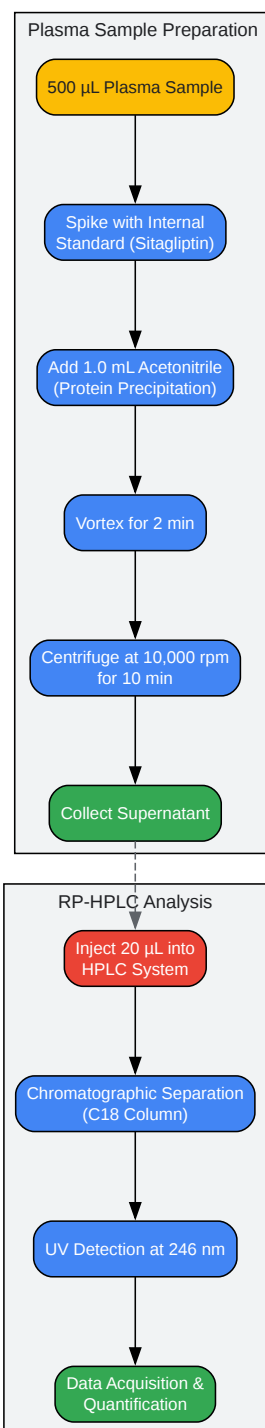 Plasma Sample Preparation
500 µL Plasma Sample
Spike with Internal
Standard (Sitagliptin)
Add 1.0 mL Acetonitrile
(Protein Precipitation)
Vortex for 2 min
Centrifuge at 10,000 rpm
for 10 min
Collect Supernatant
RP-HPLC Analysis
Inject 20 µL into
HPLC System
Chromatographic Separation
(C18 Column)
UV Detection at 246 nm
Data Acquisition &
Quantification